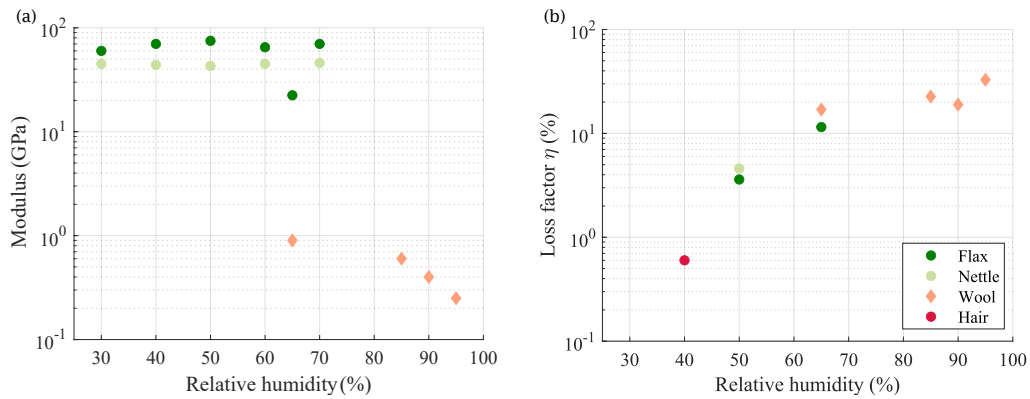 (a)
10^2
10^1
10^0
10^-1
Modulus (GPa)
30 40 50 60 70 80 90 100
Relative humidity (%)
(b)
10^2
10^1
10^0
10^-1
Loss factor η (%)
30 40 50 60 70 80 90 100
Relative humidity (%)
Flax
Nettle
Wool
Hair